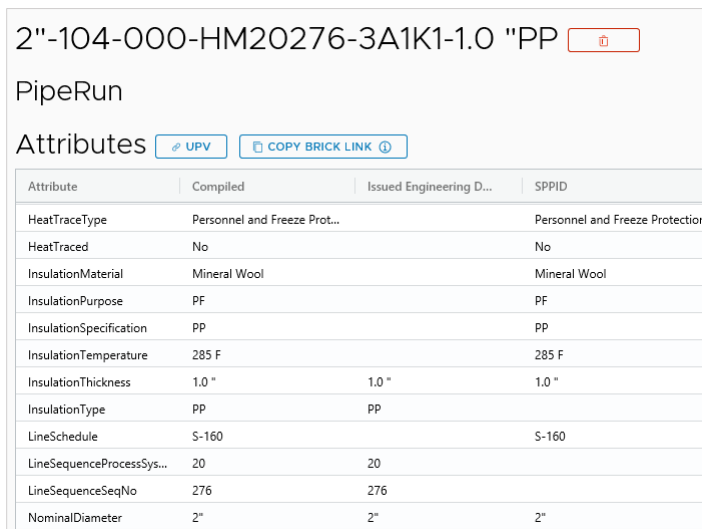 2"-104-000-HM20276-3A1K1-1.0 "PP
PipeRun
Attributes UPV COPY BRICK LINK
Attribute Compiled Issued Engineering D... SPPID
HeatTraceType Personnel and Freeze Prot... Personnel and Freeze Protection
HeatTraced No No
InsulationMaterial Mineral Wool Mineral Wool
InsulationPurpose PF PF
InsulationSpecification PP PP
InsulationTemperature 285 F 285 F
InsulationThickness 1.0 " 1.0 " 1.0 "
InsulationType PP PP
LineSchedule S-160 S-160
LineSequenceProcessSys... 20 20
LineSequenceSeqNo 276 276
NominalDiameter 2" 2" 2"